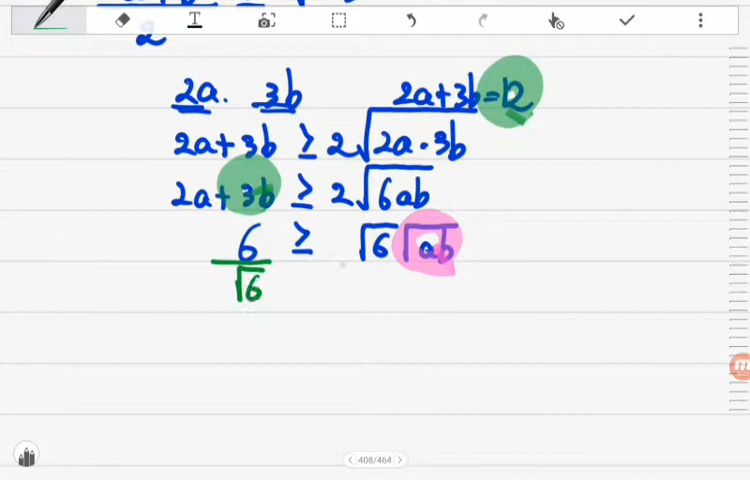 2
2a. 3b 2a+3b=12
2a+3b ≥ 2√2a·3b
2a+3b ≥ 2√6ab
6 ≥ √6 √ab
√6
408/464